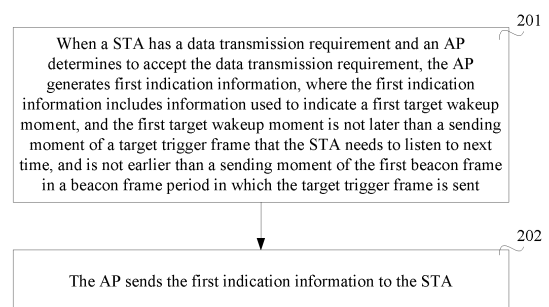 201
When a STA has a data transmission requirement and an AP
determines to accept the data transmission requirement, the AP
generates first indication information, where the first indication
information includes information used to indicate a first target wakeup
moment, and the first target wakeup moment is not later than a sending
moment of a target trigger frame that the STA needs to listen to next
time, and is not earlier than a sending moment of the first beacon frame
in a beacon frame period in which the target trigger frame is sent
202
The AP sends the first indication information to the STA